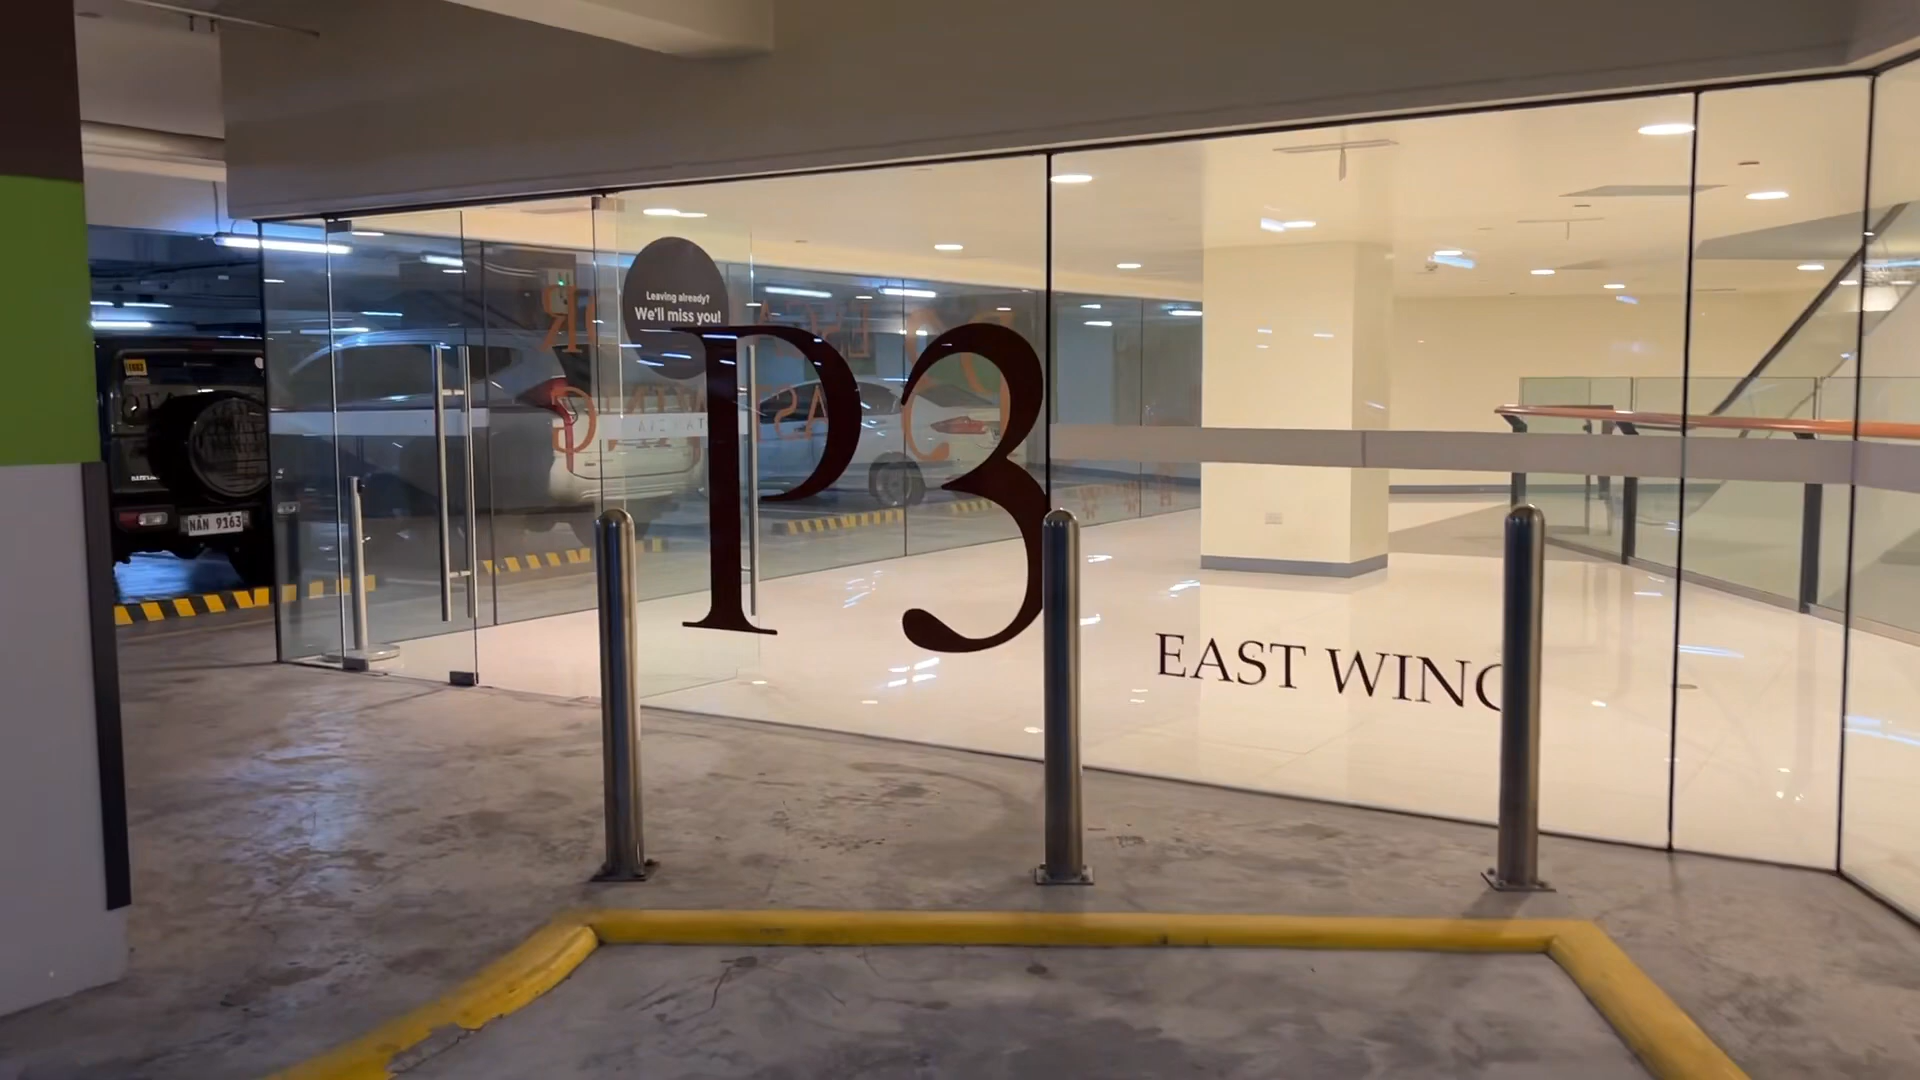 Leaving already?
We'll miss you!
P3
EAST WING
NAN 9163